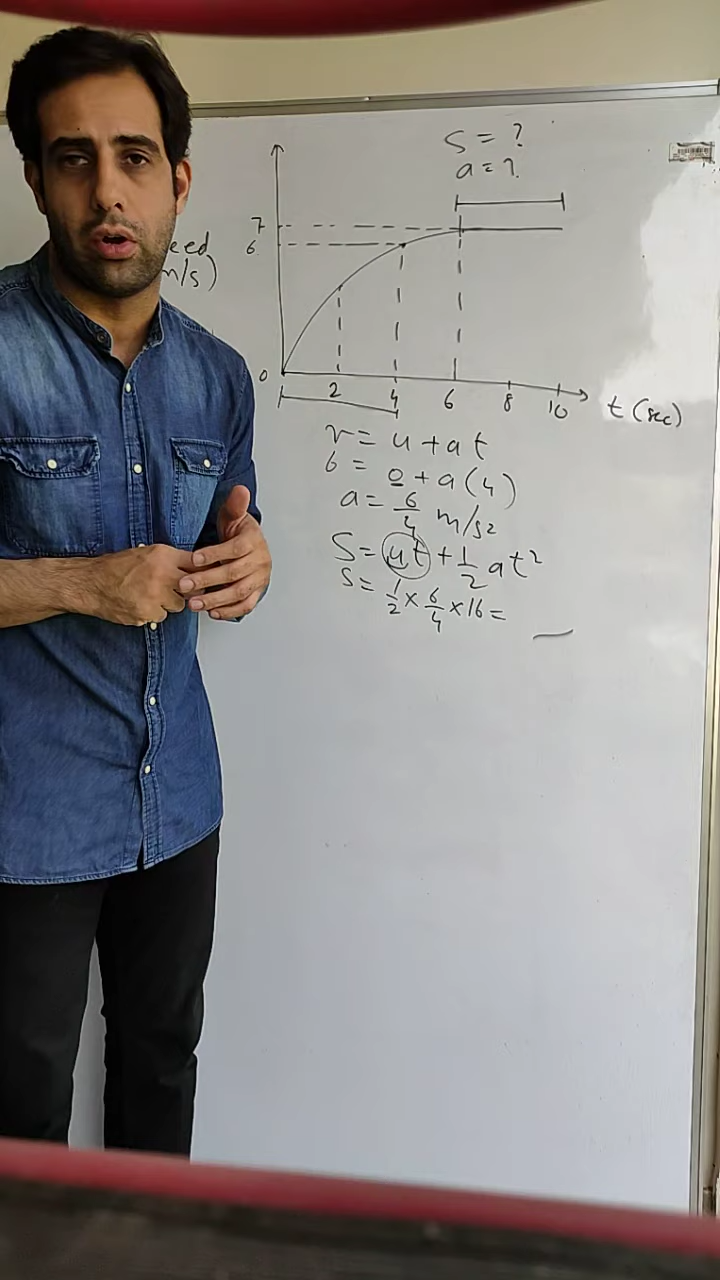 S = ?
a = ?
7
6
eed
m/s)
0
2 4 6 8 10 t (sec)
v = u + at
6 = 0 + a(4)
a = 6/4 m/s2
S = ut + 1/2 at²
S = 1/2 × 6/4 × 16 =